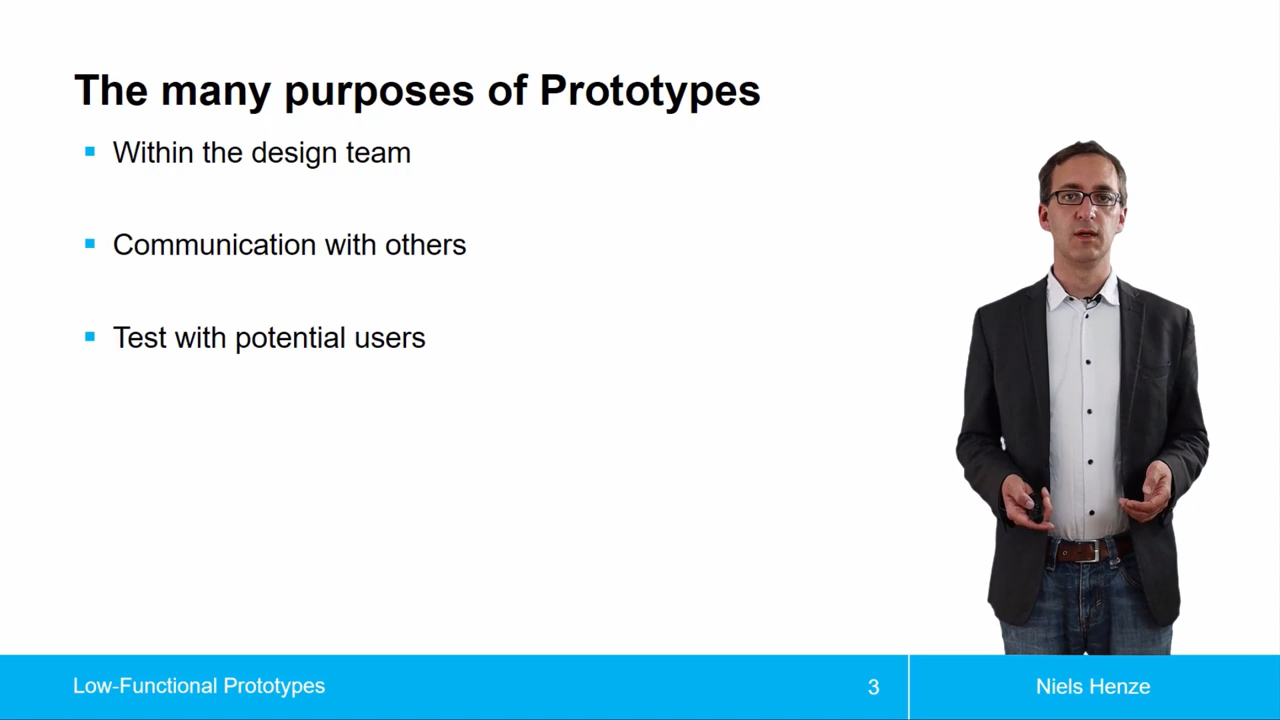 The many purposes of Prototypes
Within the design team
Communication with others
Test with potential users
Low-Functional Prototypes
3
Niels Henze